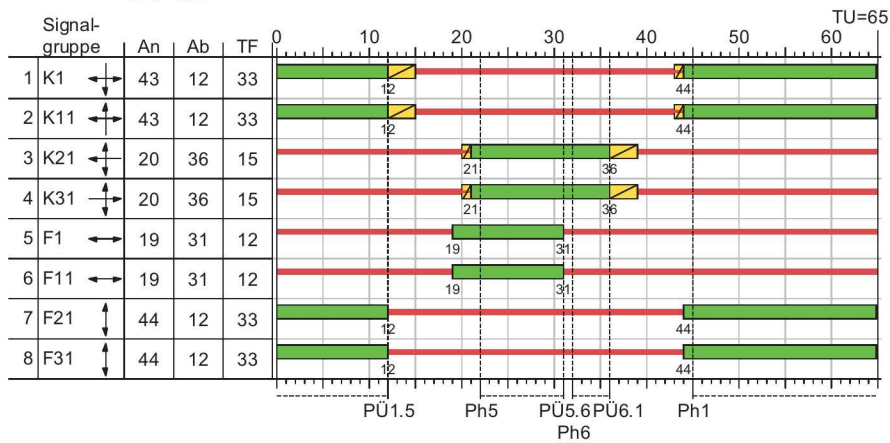 TU=65
Signal-
gruppe An Ab TF 0 10 20 30 40 50 60
1 K1 43 12 33 12 44
2 K11 43 12 33 12 44
3 K21 20 36 15 21 36
4 K31 20 36 15 21 36
5 F1 19 31 12 19 31
6 F11 19 31 12 19 31
7 F21 44 12 33 12 44
8 F31 44 12 33 12 44
PÜ1.5 Ph5 PÜ5.6 PÜ6.1 Ph1
Ph6